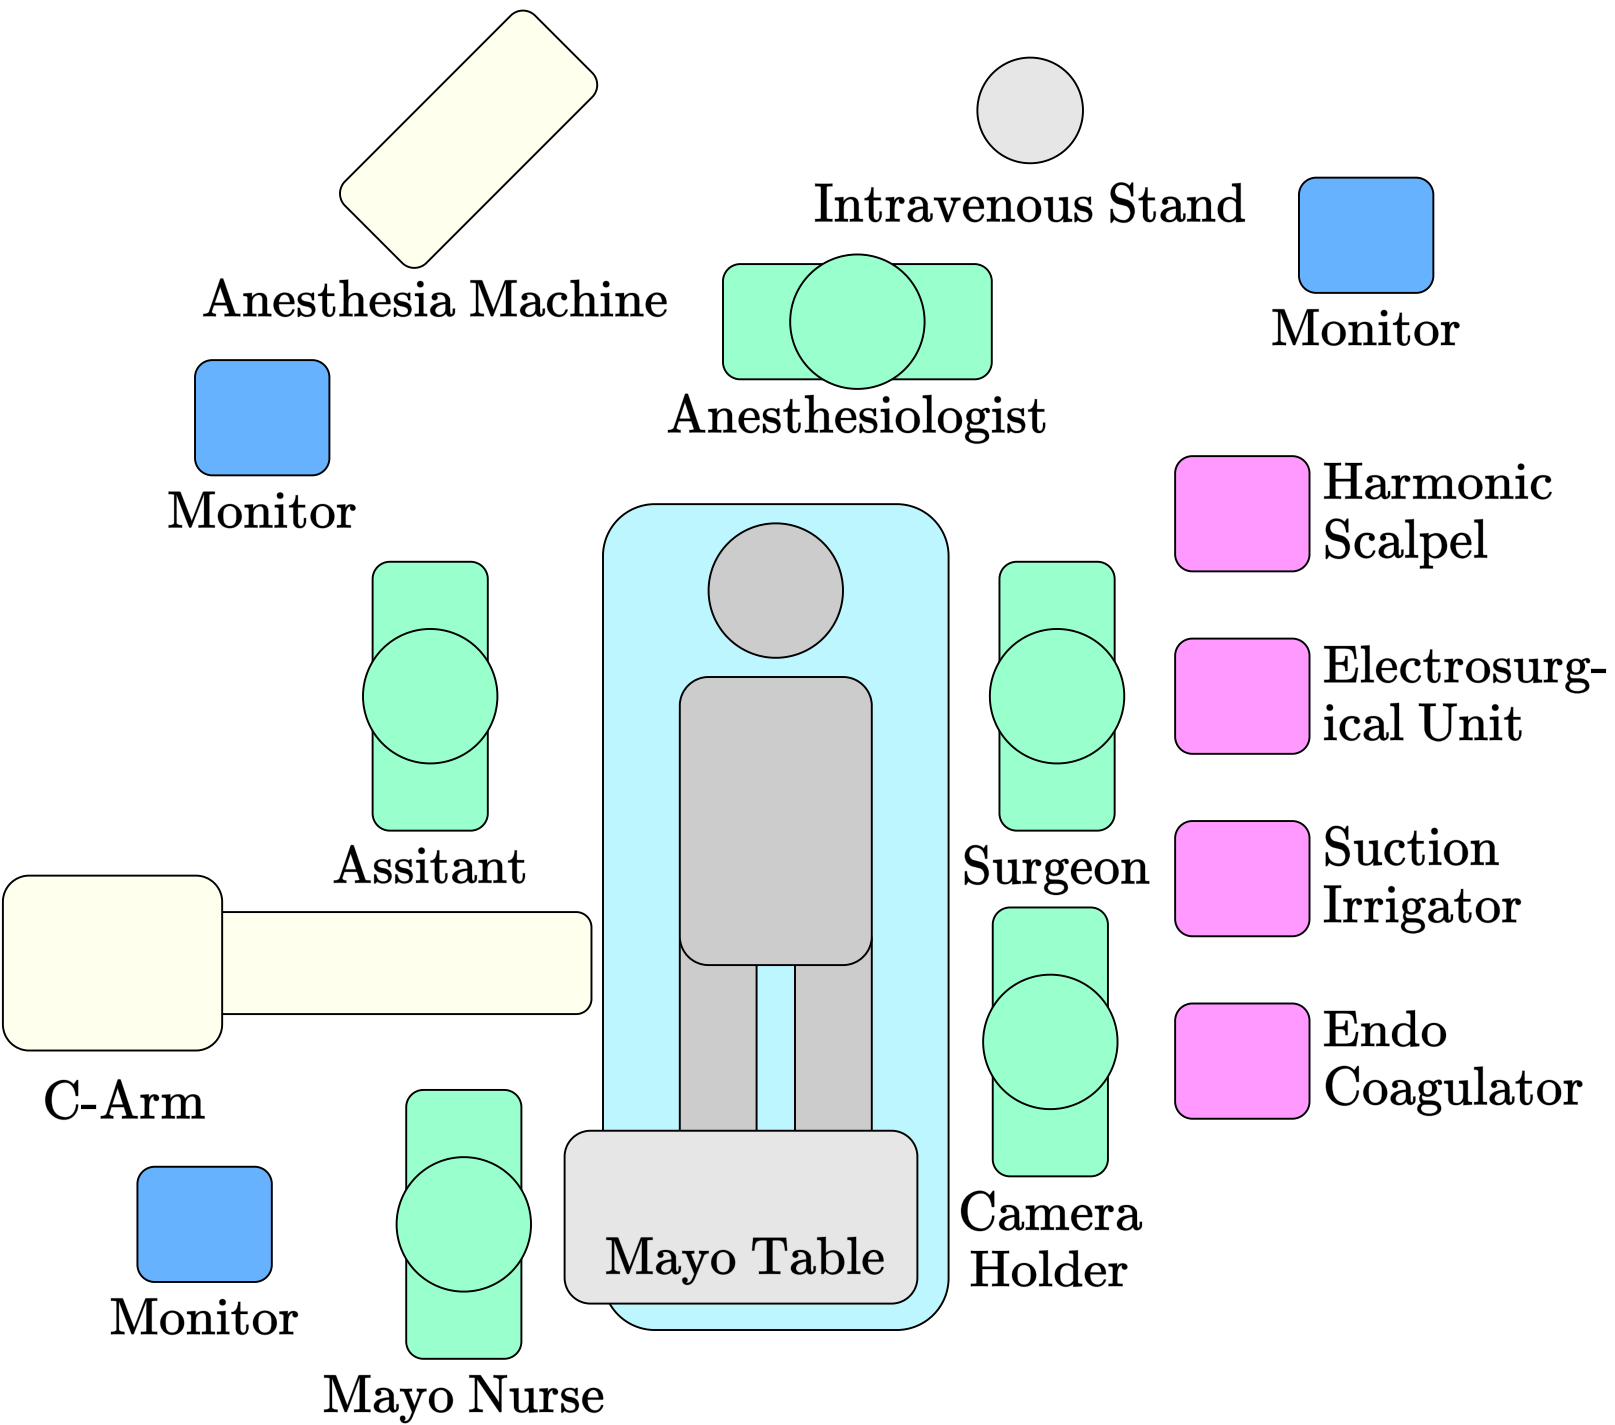 Intravenous Stand
Anesthesia Machine
Monitor
Anesthesiologist
Monitor
Harmonic
Scalpel
Electrosurg-
ical Unit
Assitant
Surgeon
Suction
Irrigator
C-Arm
Endo
Coagulator
Camera
Holder
Mayo Table
Monitor
Mayo Nurse